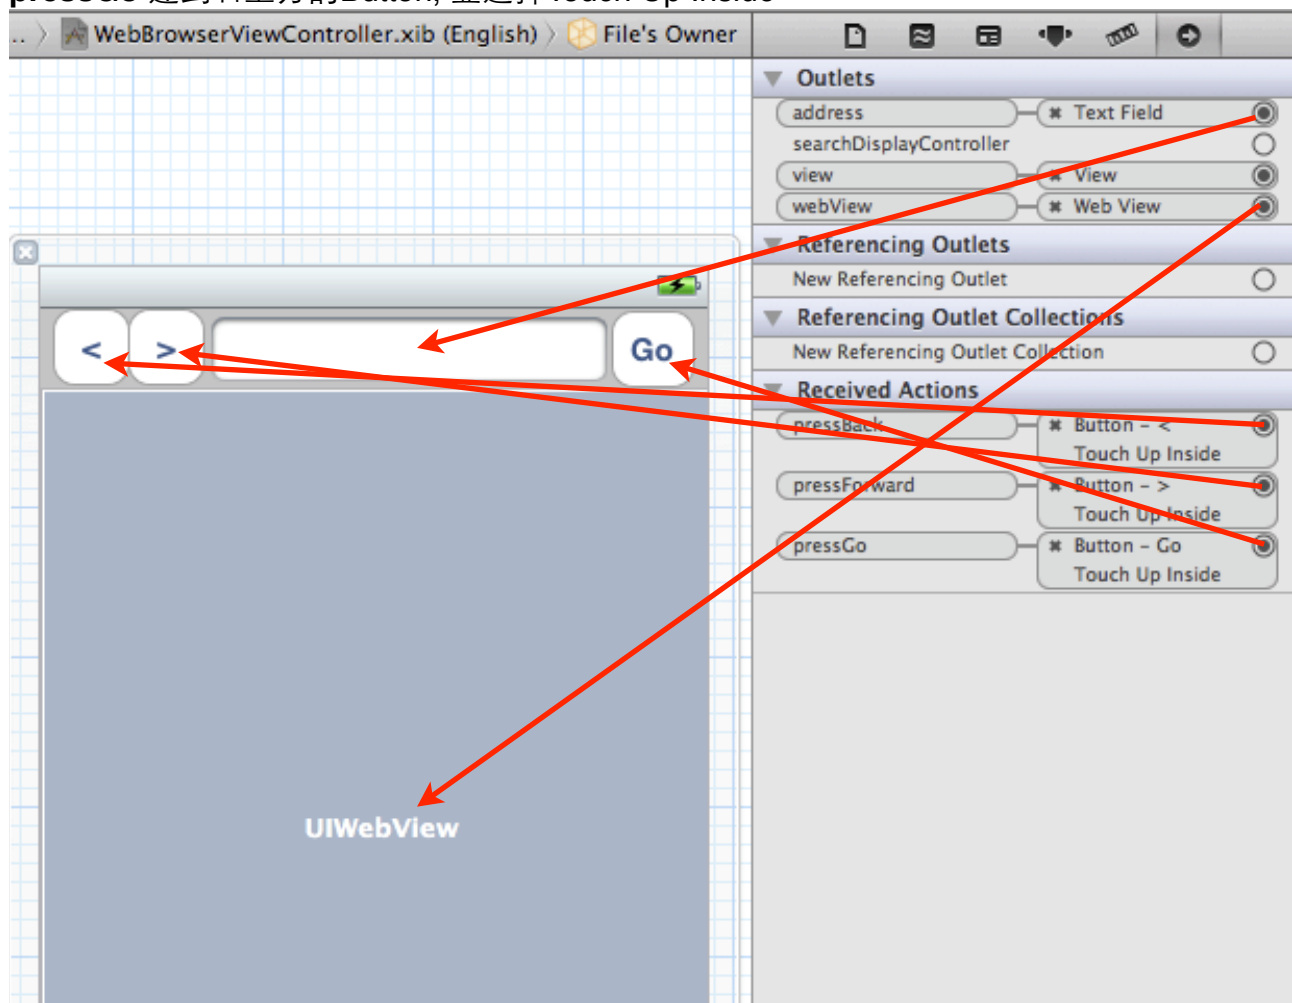 .. 〉 WebBrowserViewController.xib (English) 〉 File's Owner
Outlets
address Text Field
searchDisplayController
view View
webView Web View
Referencing Outlets
New Referencing Outlet
Referencing Outlet Collections
New Referencing Outlet Collection
Received Actions
pressBack Button - <
Touch Up Inside
pressForward Button - >
Touch Up Inside
pressGo Button - Go
Touch Up Inside
< > Go
UIWebView